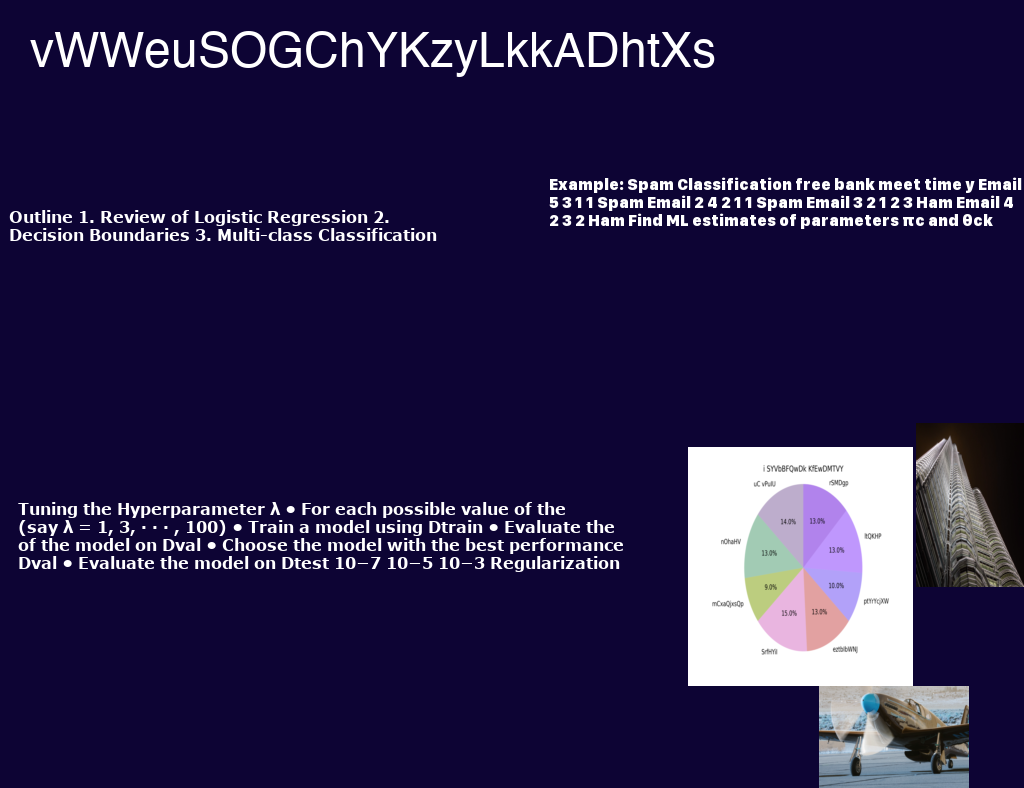 vWWeuSOGChYKzyLkkADhtXs
Example: Spam Classification free bank meet time y Email
5 3 1 1 Spam Email 2 4 2 1 1 Spam Email 3 2 1 2 3 Ham Email 4
2 3 2 Ham Find ML estimates of parameters πc and θck
Outline 1. Review of Logistic Regression 2.
Decision Boundaries 3. Multi-class Classification
Tuning the Hyperparameter λ • For each possible value of the
(say λ = 1, 3, · · · , 100) • Train a model using Dtrain • Evaluate the
of the model on Dval • Choose the model with the best performance
Dval • Evaluate the model on Dtest 10−7 10−5 10−3 Regularization
i SYVbBFQwDk KfEwDMTVY
uC vPuIU
rSMDgp
14.0%
13.0%
nOhaHV
ItQKHP
13.0%
13.0%
9.0%
10.0%
mCxaQjxsQp
ptYrYcjXW
15.0%
13.0%
SrfHYil
eztbIbWNJ